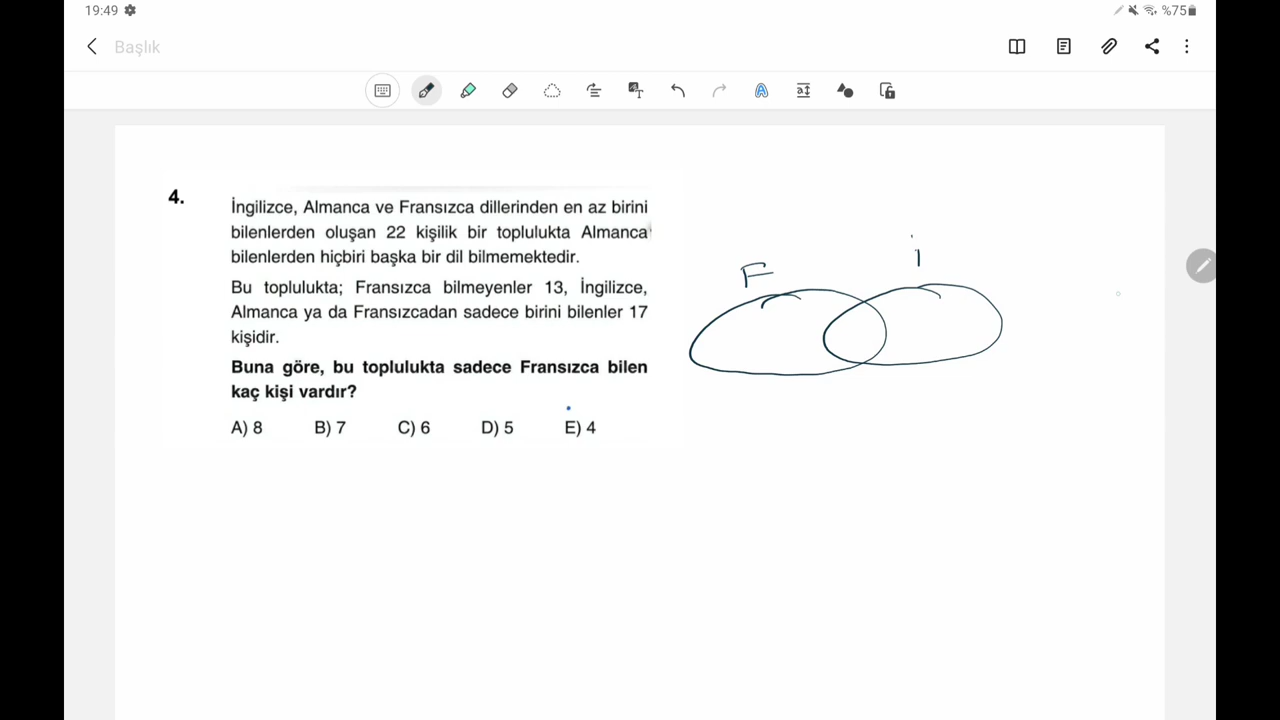 19:49
%75
Başlık
4.
İngilizce, Almanca ve Fransızca dillerinden en az birini
bilenlerden oluşan 22 kişilik bir toplulukta Almanca
bilenlerden hiçbiri başka bir dil bilmemektedir.
Bu toplulukta; Fransızca bilmeyenler 13, İngilizce,
Almanca ya da Fransızcadan sadece birini bilenler 17
kişidir.
Buna göre, bu toplulukta sadece Fransızca bilen
kaç kişi vardır?
A) 8 B) 7 C) 6 D) 5 E) 4
F i